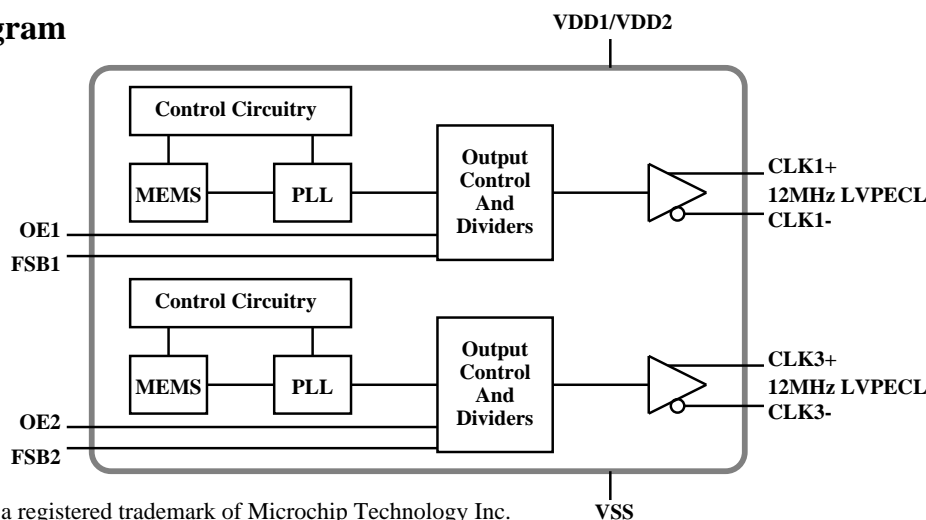 gram
VDD1/VDD2
Control Circuitry
MEMS
PLL
Output
Control
And
Dividers
CLK1+
12MHz LVPECL
CLK1-
OE1
FSB1
Control Circuitry
MEMS
PLL
Output
Control
And
Dividers
CLK3+
12MHz LVPECL
CLK3-
OE2
FSB2
a registered trademark of Microchip Technology Inc.
VSS